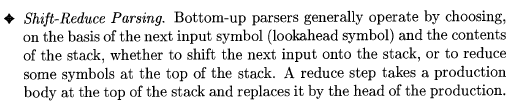 ♦ Shift-Reduce Parsing. Bottom-up parsers generally operate by choosing,
on the basis of the next input symbol (lookahead symbol) and the contents
of the stack, whether to shift the next input onto the stack, or to reduce
some symbols at the top of the stack. A reduce step takes a production
body at the top of the stack and replaces it by the head of the production.